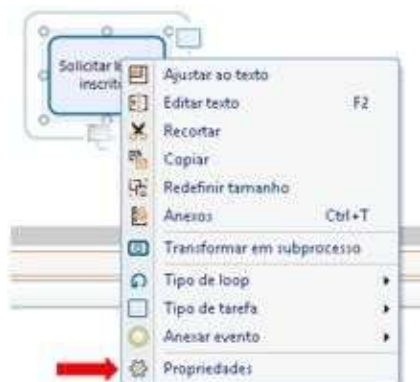 Solicitar
inscrit
Ajustar ao texto
Editar texto F2
Recortar
Copiar
Redefinir tamanho
Anexos Ctrl+T
Transformar em subprocesso
Tipo de loop
Tipo de tarefa
Anexar evento
Propriedades